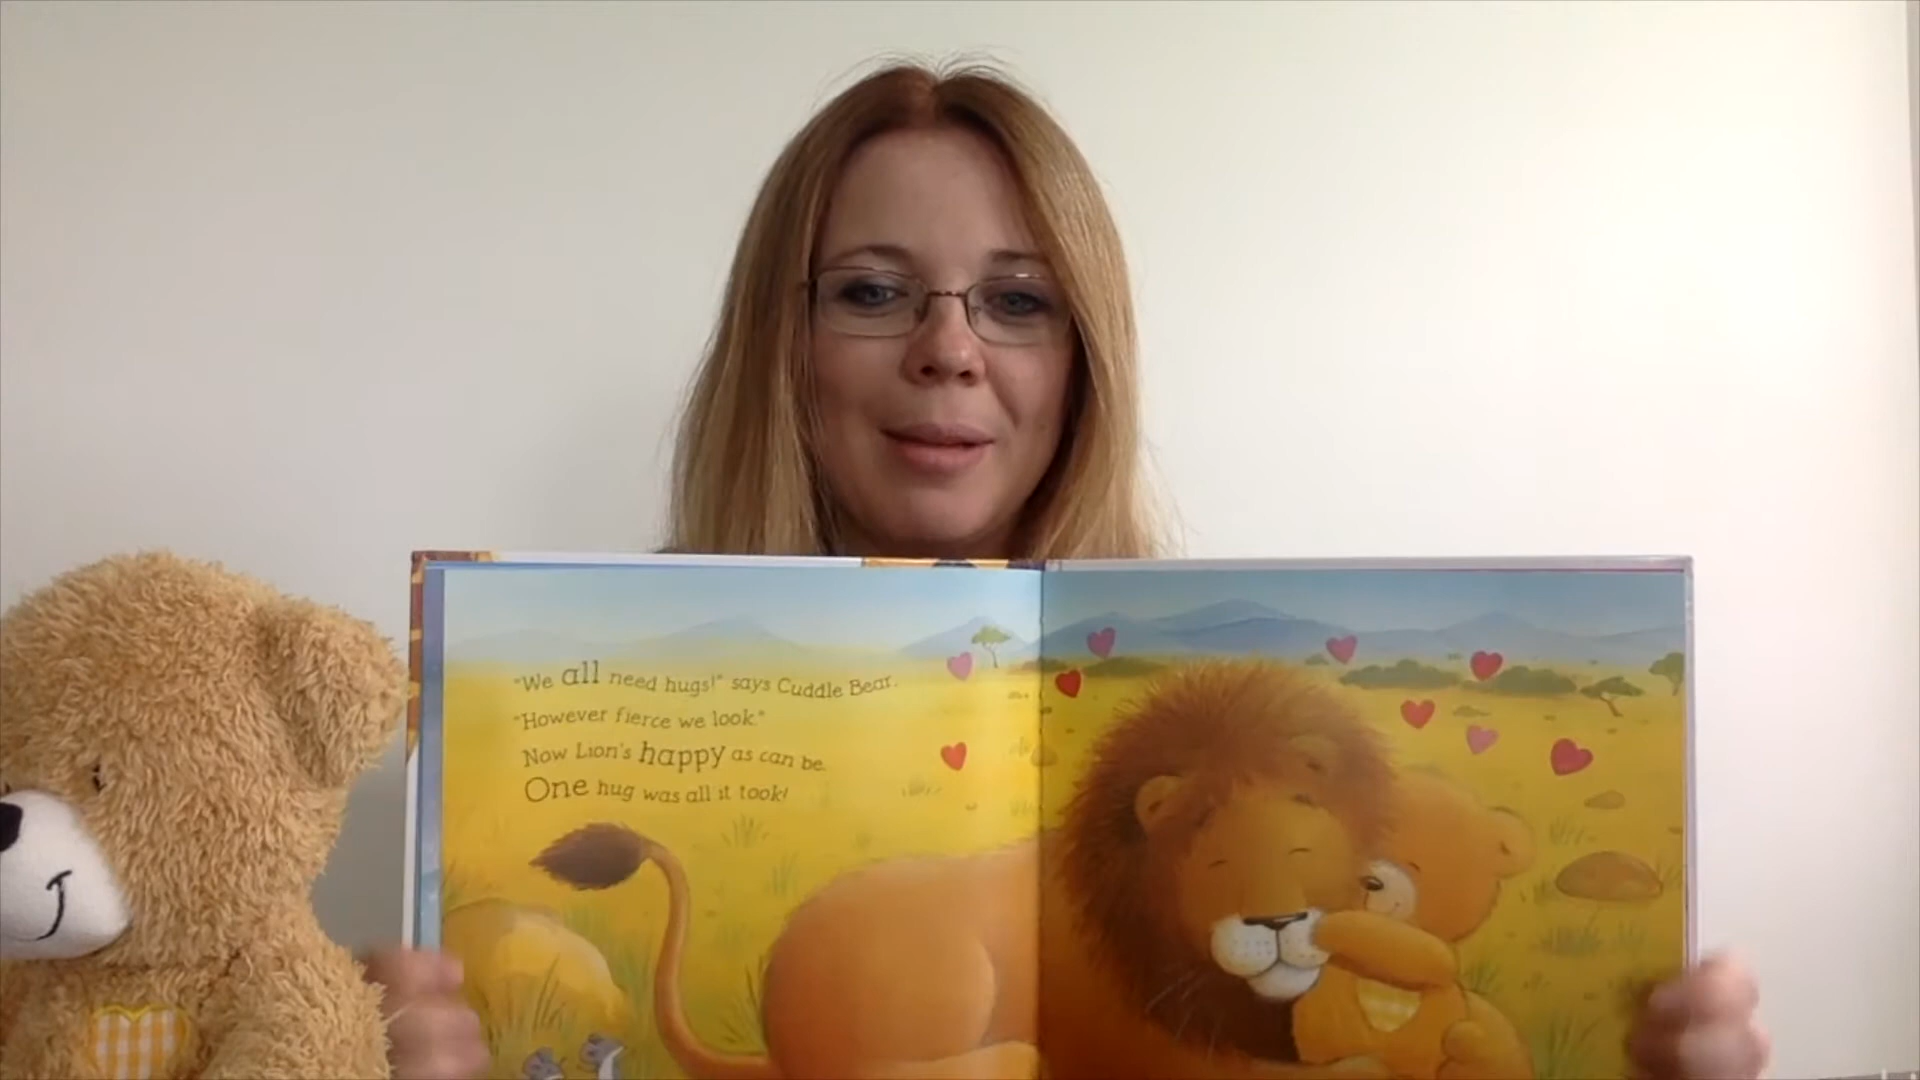 "We all need hugs!" says Cuddle Bear.
"However fierce we look."
Now Lion's happy as can be.
One hug was all it took!